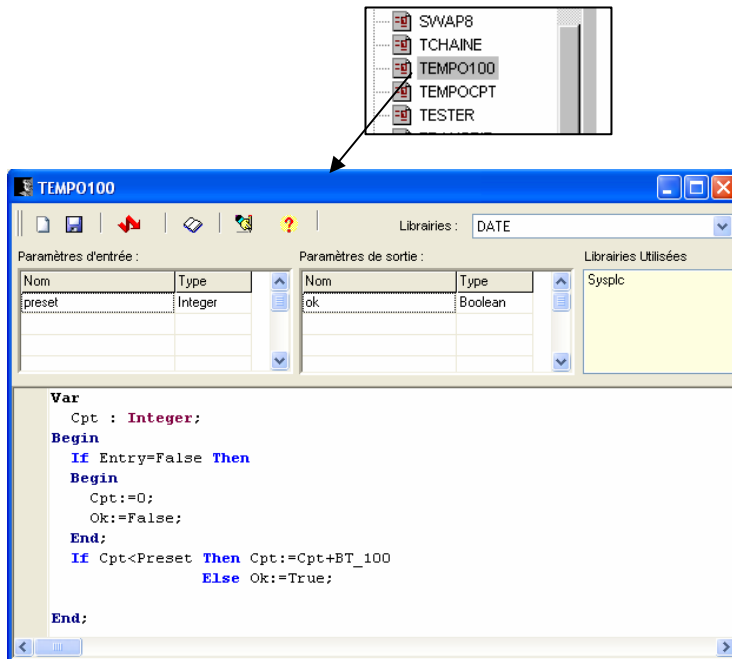 SWAP8
TCHAINE
TEMPO100
TEMPOCPT
TESTER
TEMPO100
Librairies : DATE
Paramètres d'entrée : Paramètres de sortie : Librairies Utilisées
Nom Type Nom Type Sysplc
preset Integer ok Boolean
Var
Cpt : Integer;
Begin
If Entry=False Then
Begin
Cpt:=0;
Ok:=False;
End;
If Cpt<Preset Then Cpt:=Cpt+BT_100
Else Ok:=True;
End;